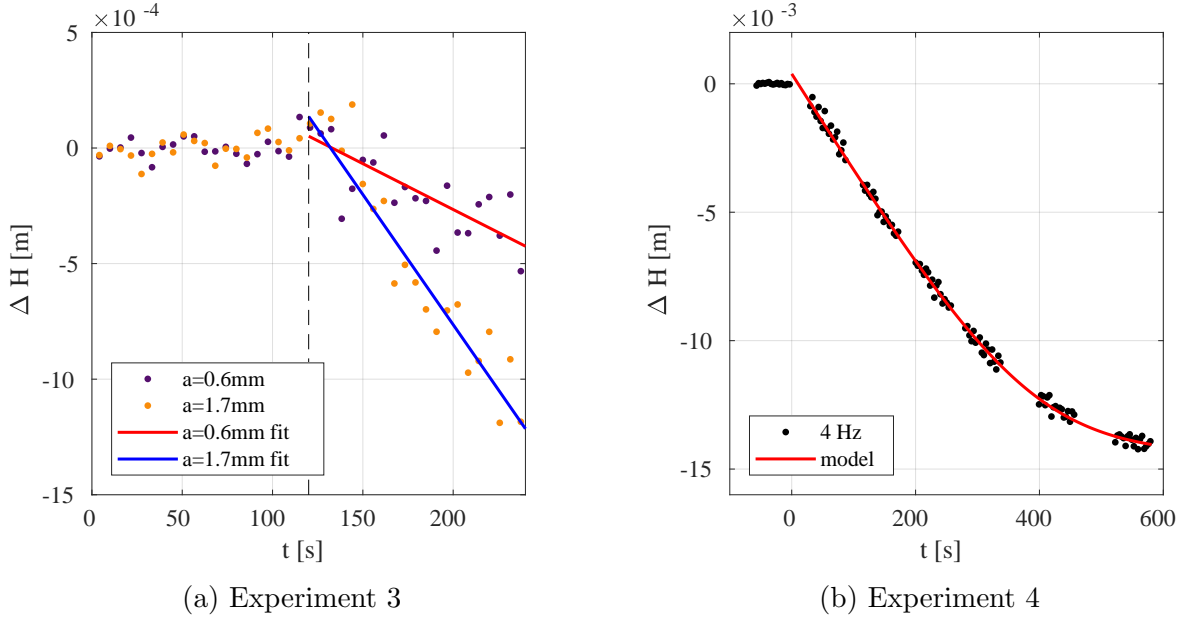 ×10 -4
5
0
-5
-10
-15
0 50 100 150 200
Δ H [m]
t [s]
a=0.6mm
a=1.7mm
a=0.6mm fit
a=1.7mm fit
(a) Experiment 3
×10 -3
0
-5
-10
-15
0 200 400 600
Δ H [m]
t [s]
4 Hz
model
(b) Experiment 4